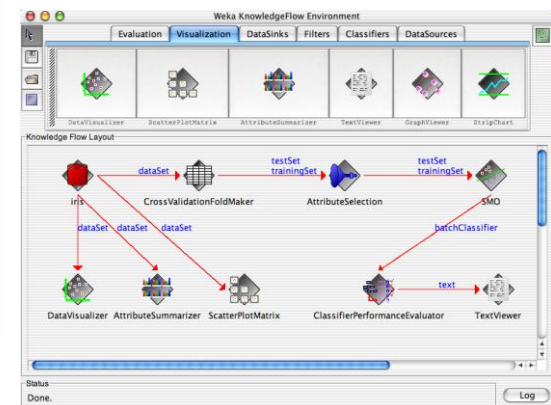 Weka KnowledgeFlow Environment
Evaluation Visualization DataSinks Filters Classifiers DataSources
DataVisualizer ScatterPlotMatrix AttributeSummarizer TextViewer GraphViewer StripChart
Knowledge Flow Layout
dataSet testSet testSet
trainingSet trainingSet
iris CrossValidationFoldMaker AttributeSelection SMO
dataSet dataSet dataSet batchClassifier
text
DataVisualizer AttributeSummarizer ScatterPlotMatrix ClassifierPerformanceEvaluator TextViewer
Status
Done. Log